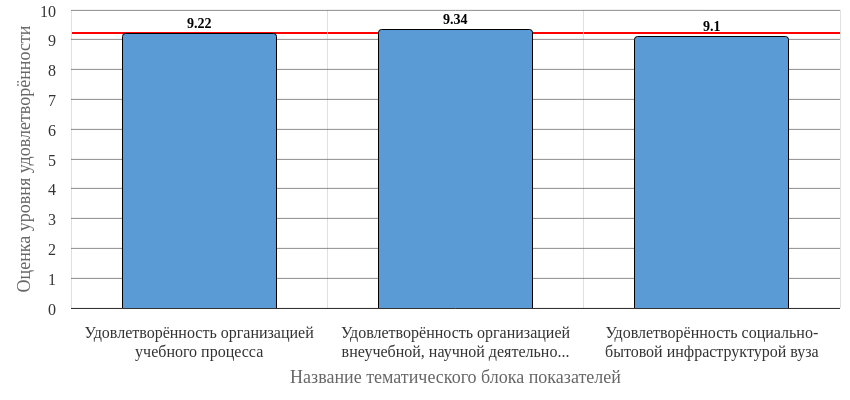 10
9
8
7
6
5
4
3
2
1
0
Оценка уровня удовлетворённости
9.22
9.34
9.1
Удовлетворённость организацией
учебного процесса
Удовлетворённость организацией
внеучебной, научной деятельно...
Удовлетворённость социально-
бытовой инфраструктурой вуза
Название тематического блока показателей